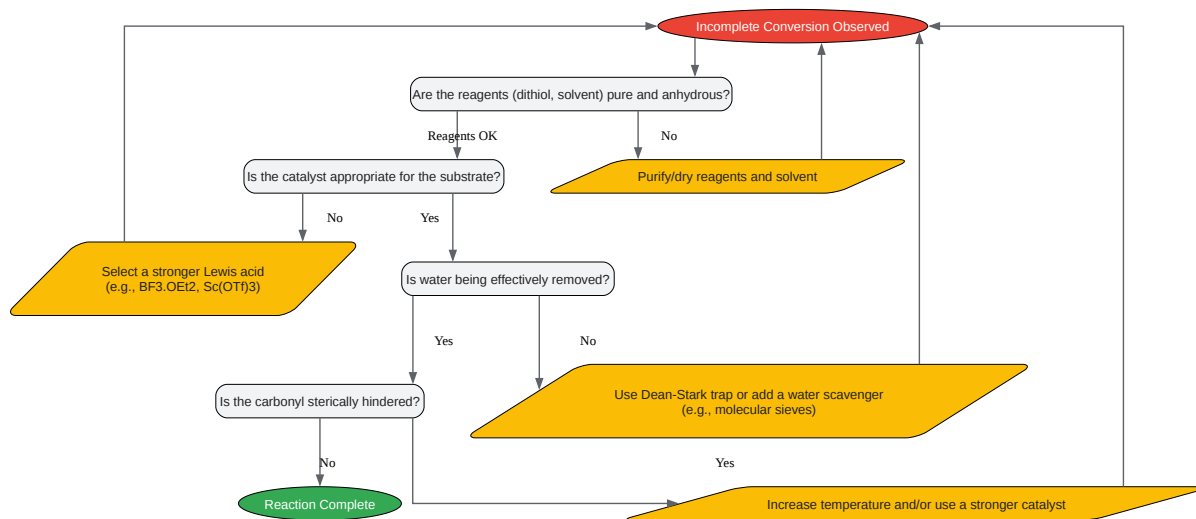 Incomplete Conversion Observed
Are the reagents (dithiol, solvent) pure and anhydrous?
Reagents OK
No
Is the catalyst appropriate for the substrate?
Purify/dry reagents and solvent
No
Yes
Select a stronger Lewis acid
(e.g., BF3.OEt2, Sc(OTf)3)
Is water being effectively removed?
Yes
No
Is the carbonyl sterically hindered?
Use Dean-Stark trap or add a water scavenger
(e.g., molecular sieves)
No
Yes
Reaction Complete
Increase temperature and/or use a stronger catalyst